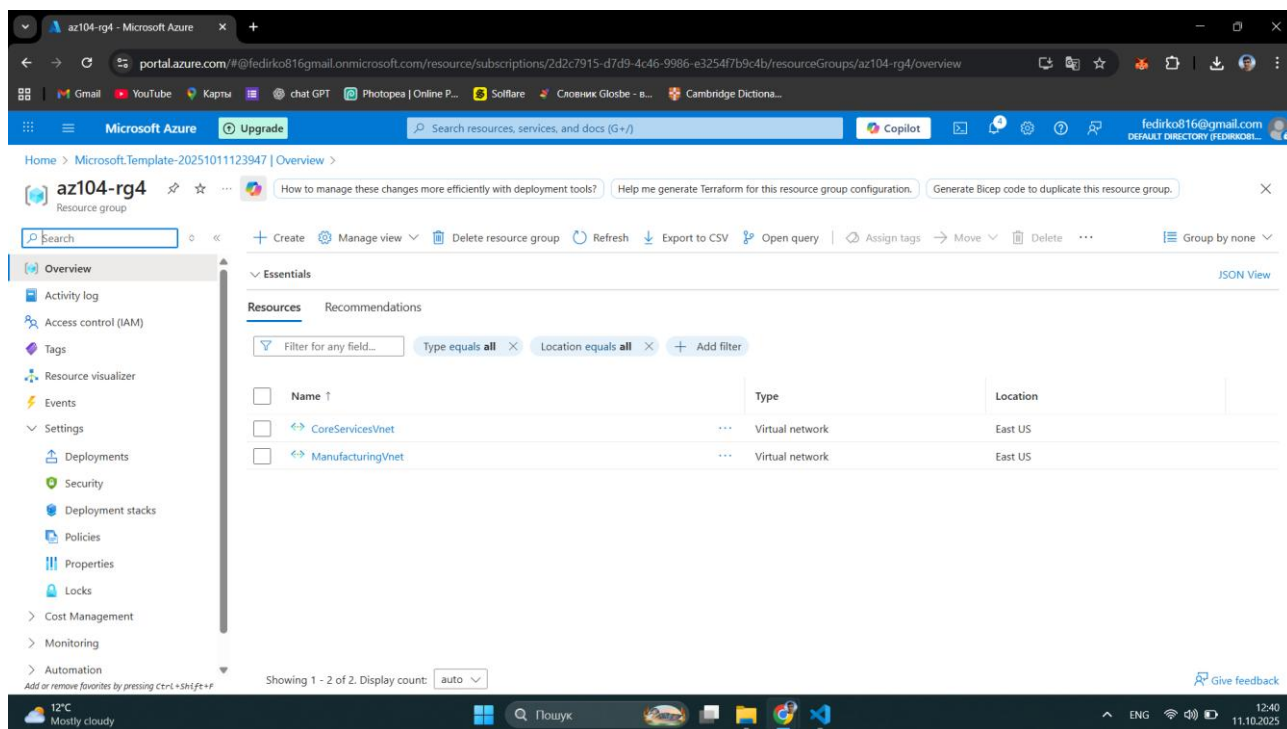 az104-rg4 - Microsoft Azure
portal.azure.com/#@fedirko816gmail.onmicrosoft.com/resource/subscriptions/2d2c7915-d7d9-4c46-9986-e3254f7b9c4b/resourceGroups/az104-rg4/overview
Gmail YouTube Карты chat GPT Photopea | Online P... Solflare Словник Glosbe - в... Cambridge Dictiona...
Microsoft Azure Upgrade Search resources, services, and docs (G+/) Copilot 4 fedirko816@gmail.com
DEFAULT DIRECTORY (FEDIRKO81...
Home > Microsoft.Template-20251011123947 | Overview >
az104-rg4 ... How to manage these changes more efficiently with deployment tools? Help me generate Terraform for this resource group configuration. Generate Bicep code to duplicate this resource group.
Resource group
Search Create Manage view Delete resource group Refresh Export to CSV Open query Assign tags Move Delete ... Group by none
Overview
Essentials JSON View
Activity log
Resources Recommendations
Access control (IAM)
Tags
Filter for any field... Type equals all Location equals all Add filter
Resource visualizer
Name ↑ Type Location
Events
Settings
CoreServicesVnet ... Virtual network East US
Deployments
ManufacturingVnet ... Virtual network East US
Security
Deployment stacks
Policies
Properties
Locks
Cost Management
Monitoring
Automation
Showing 1 - 2 of 2. Display count: auto Give feedback
Add or remove favorites by pressing Ctrl+Shift+F
12°C
Mostly cloudy
Пошук
ENG
12:40
11.10.2025